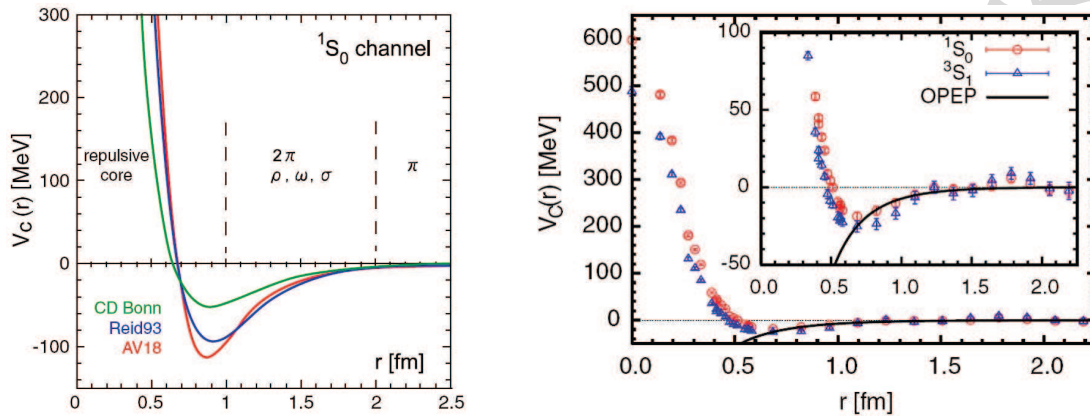 300
200
100
0
-100
V_C (r) [MeV]
¹S₀ channel
repulsive
core
2π
ρ , ω, σ
π
CD Bonn
Reid93
AV18
r [fm]
0
0.5
1
1.5
2
2.5
600
500
400
300
200
100
0
V_C(r) [MeV]
¹S₀
³S₁
OPEP
100
50
0
-50
0.0 0.5 1.0 1.5 2.0
0.0 0.5 1.0 1.5 2.0
r [fm]